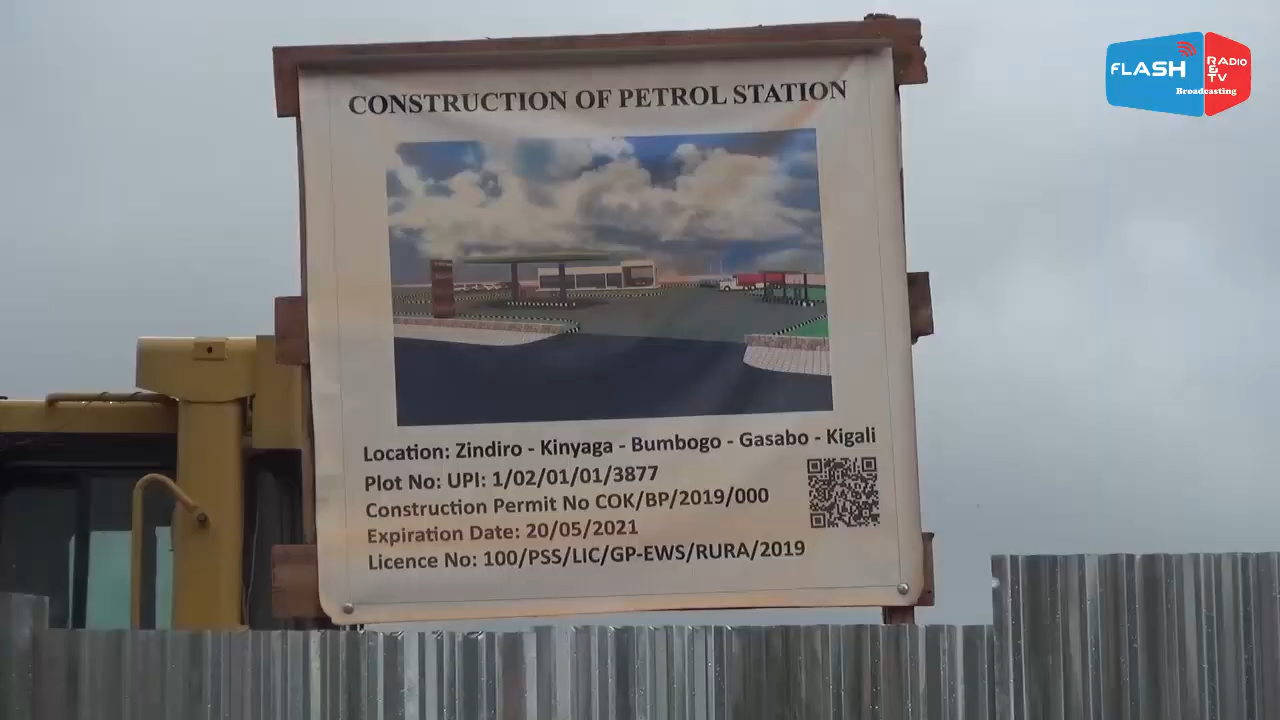 CONSTRUCTION OF PETROL STATION
Location: Zindiro - Kinyaga - Bumbogo - Gasabo - Kigali
Plot No: UPI: 1/02/01/01/3877
Construction Permit No COK/BP/2019/000
Expiration Date: 20/05/2021
Licence No: 100/PSS/LIC/GP-EWS/RURA/2019
FLASH RADIO & TV
Broadcasting